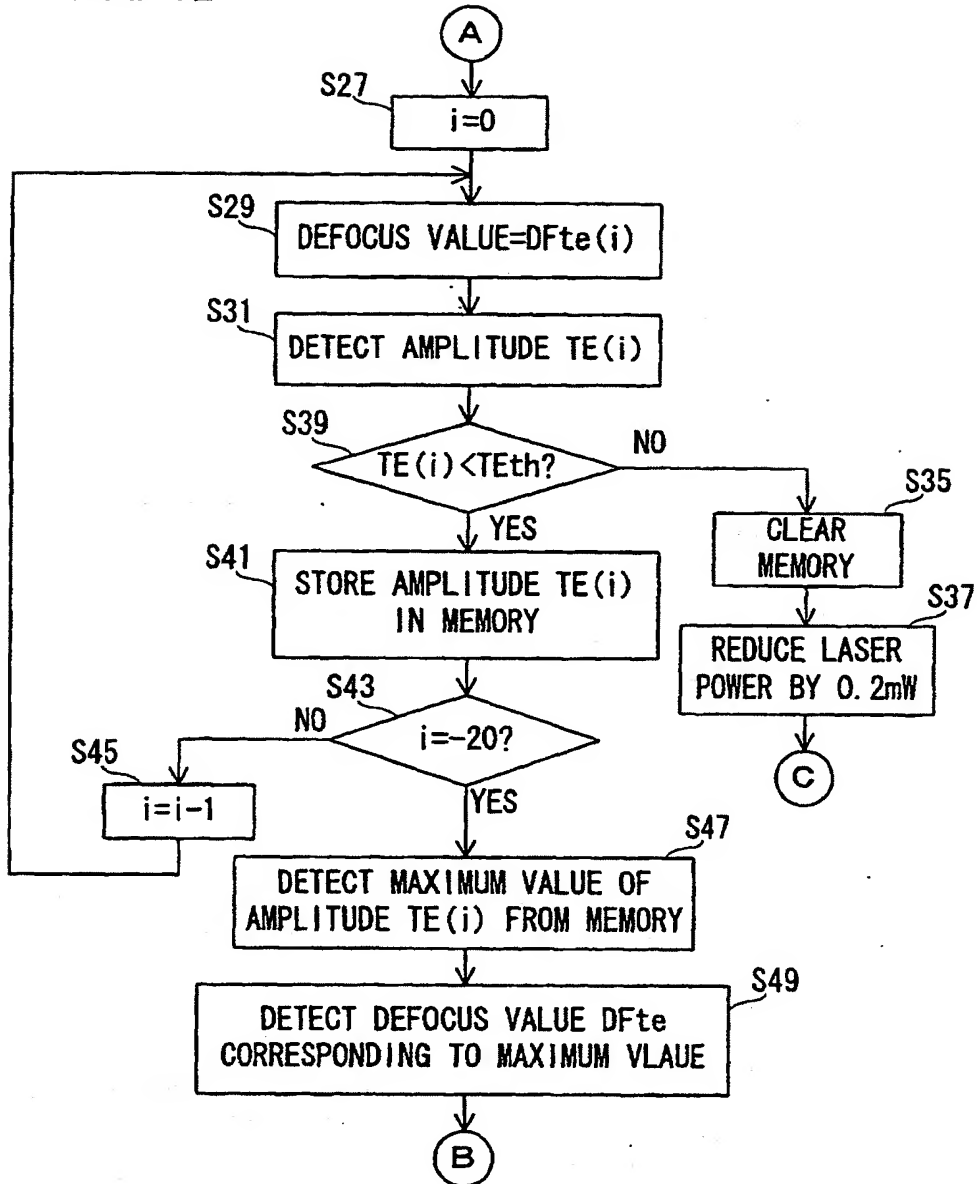 A
S27
i=0
S29
DEFOCUS VALUE=DFte(i)
S31
DETECT AMPLITUDE TE(i)
S39
TE(i)<TEth?
NO
YES
S35
CLEAR
MEMORY
S41
STORE AMPLITUDE TE(i)
IN MEMORY
S37
REDUCE LASER
POWER BY 0.2mW
C
S43
NO
i=-20?
YES
S45
i=i-1
S47
DETECT MAXIMUM VALUE OF
AMPLITUDE TE(i) FROM MEMORY
S49
DETECT DEFOCUS VALUE DFte
CORRESPONDING TO MAXIMUM VLAUE
B